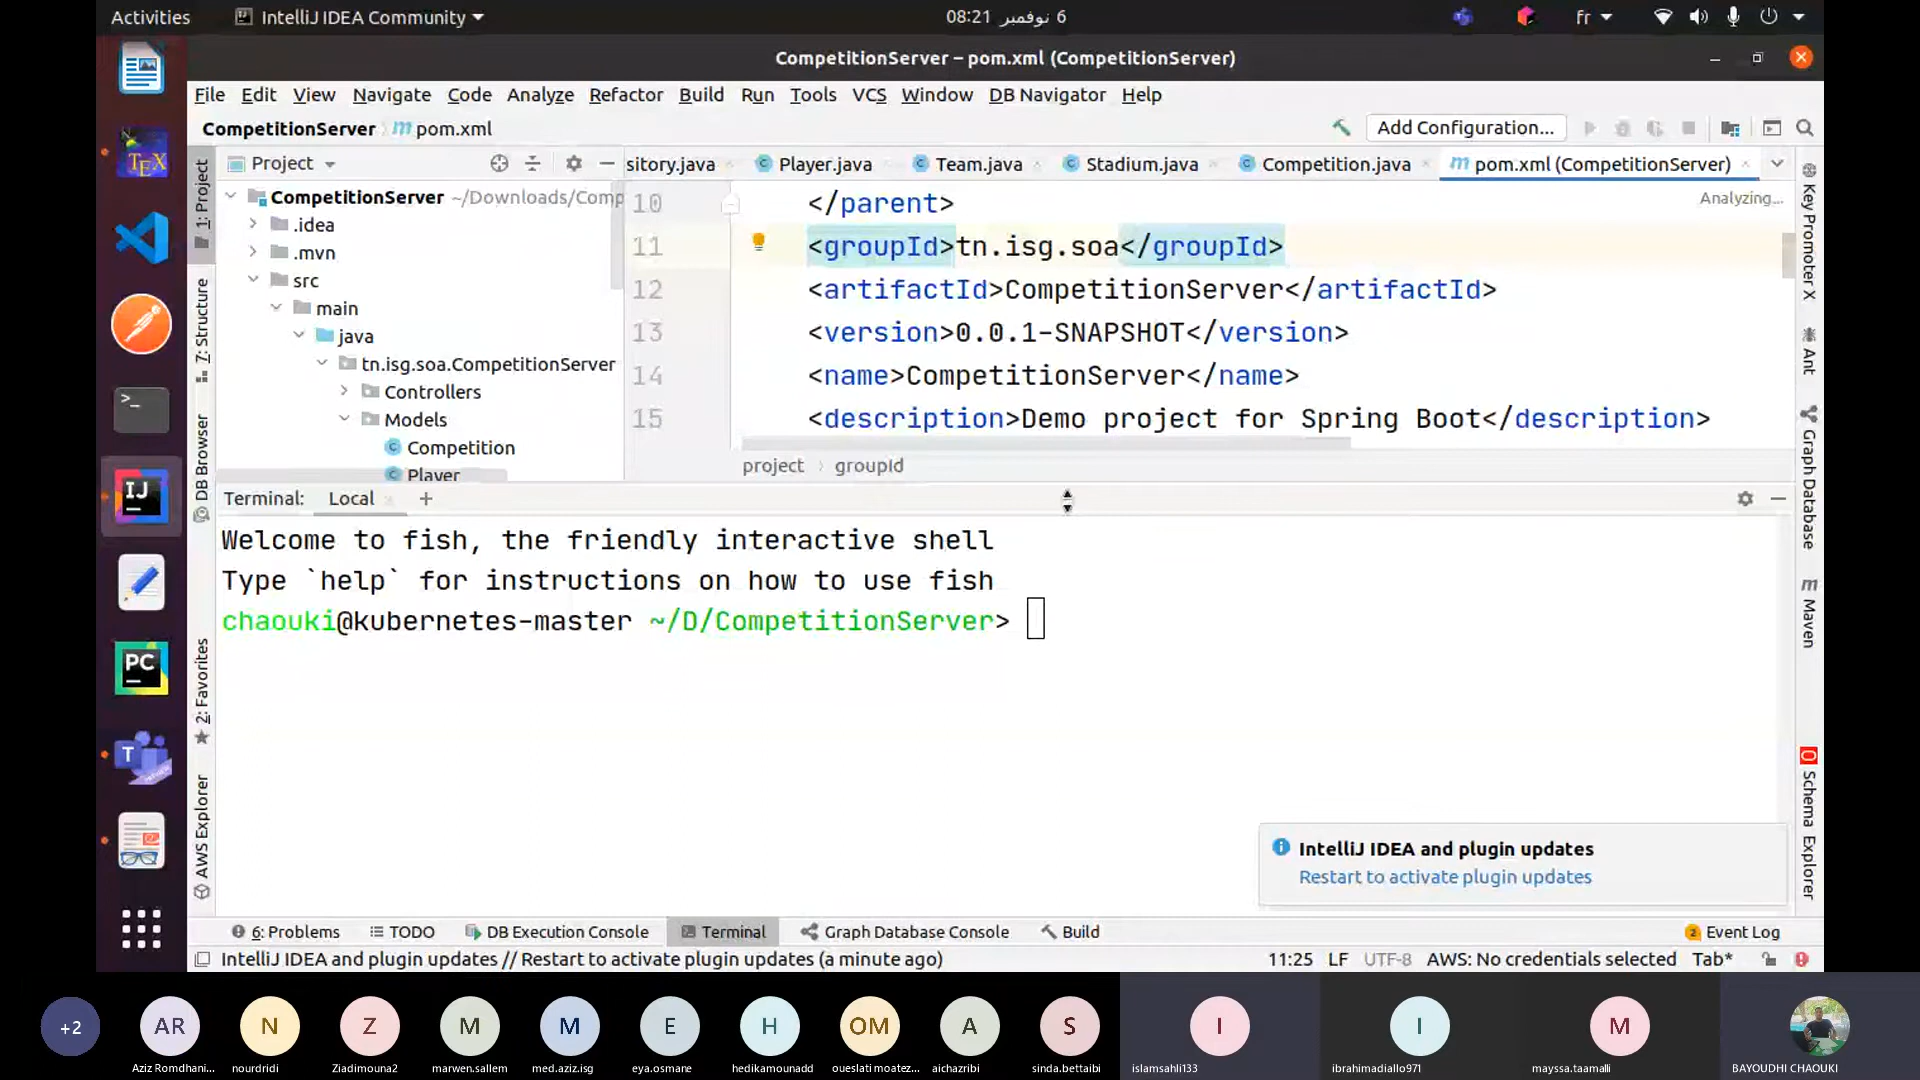 Activities
IntelliJ IDEA Community
08:21 6 نوفمبر
fr
CompetitionServer – pom.xml (CompetitionServer)
File Edit View Navigate Code Analyze Refactor Build Run Tools VCS Window DB Navigator Help
CompetitionServer pom.xml
Add Configuration...
Project
sitory.java
Player.java
Team.java
Stadium.java
Competition.java
pom.xml (CompetitionServer)
1: Project
7: Structure
DB Browser
2: Favorites
AWS Explorer
CompetitionServer ~/Downloads/Comp
.idea
.mvn
src
main
java
tn.isg.soa.CompetitionServer
Controllers
Models
Competition
Player
Analyzing...
10 </parent>
11 <groupId>tn.isg.soa</groupId>
12 <artifactId>CompetitionServer</artifactId>
13 <version>0.0.1-SNAPSHOT</version>
14 <name>CompetitionServer</name>
15 <description>Demo project for Spring Boot</description>
project › groupId
Key Promoter X
Ant
Graph Database
Maven
Schema Explorer
Terminal: Local +
Welcome to fish, the friendly interactive shell
Type `help` for instructions on how to use fish
chaouki@kubernetes-master ~/D/CompetitionServer>
IntelliJ IDEA and plugin updates
Restart to activate plugin updates
6: Problems
TODO
DB Execution Console
Terminal
Graph Database Console
Build
2 Event Log
IntelliJ IDEA and plugin updates // Restart to activate plugin updates (a minute ago)
11:25 LF UTF-8 AWS: No credentials selected Tab*
+2
AR
N
Z
M
M
E
H
OM
A
S
I
I
M
Aziz Romdhani...
nourdridi
Ziadimouna2
marwen.sallem
med.aziz.isg
eya.osmane
hedikamounadd
oueslati moatez...
aichazribi
sinda.bettaibi
islamsahli133
ibrahimadiallo971
mayssa.taamalli
BAYOUDHI CHAOUKI